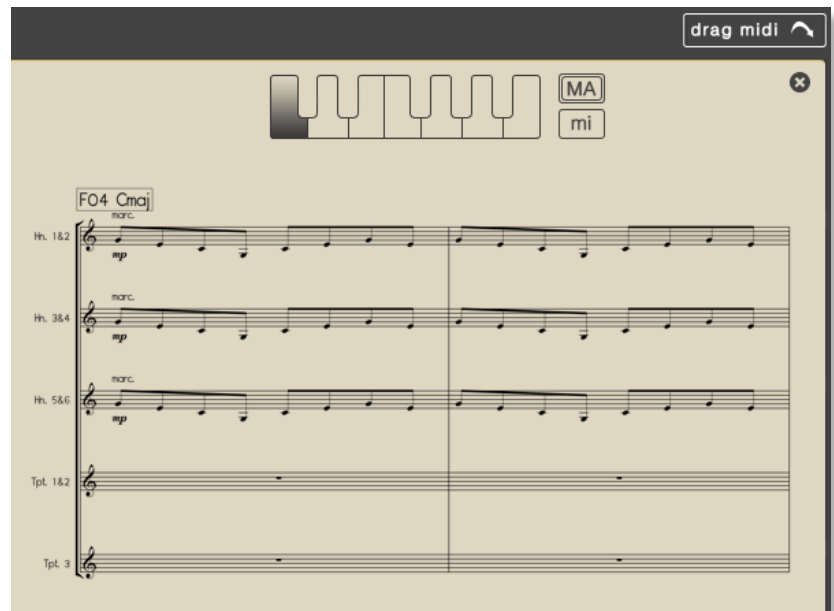 drag midi
MA
mi
F04 Cmaj
marc.
Hn. 1&2
mp
marc.
Hn. 3&4
mp
marc.
Hn. 5&6
mp
Tpt. 1&2
Tpt. 3